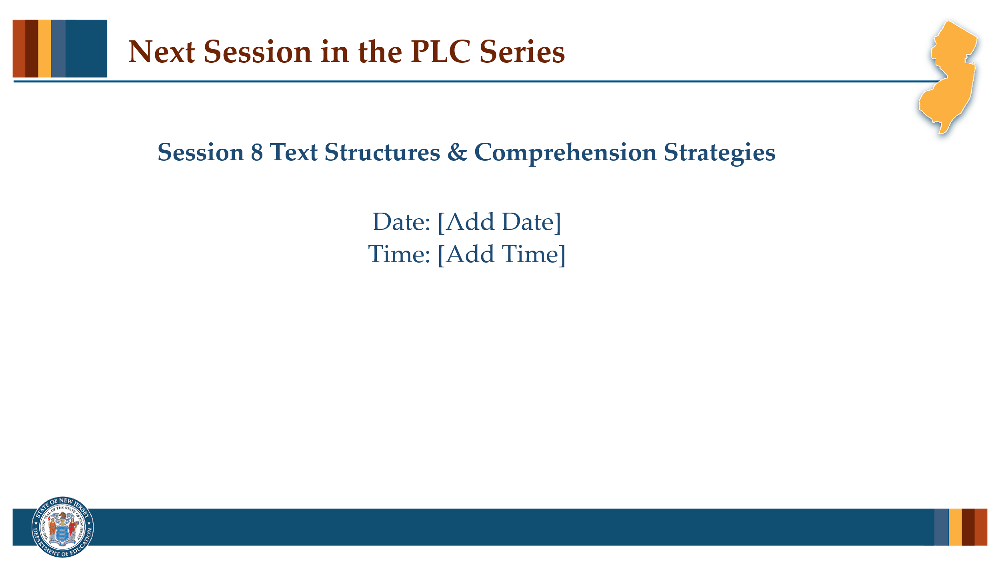 Next Session in the PLC Series
Session 8 Text Structures & Comprehension Strategies
Date: [Add Date]
Time: [Add Time]
STATE OF NEW JERSEY
THE GREAT SEAL OF THE STATE OF NEW JERSEY
DEPARTMENT OF EDUCATION